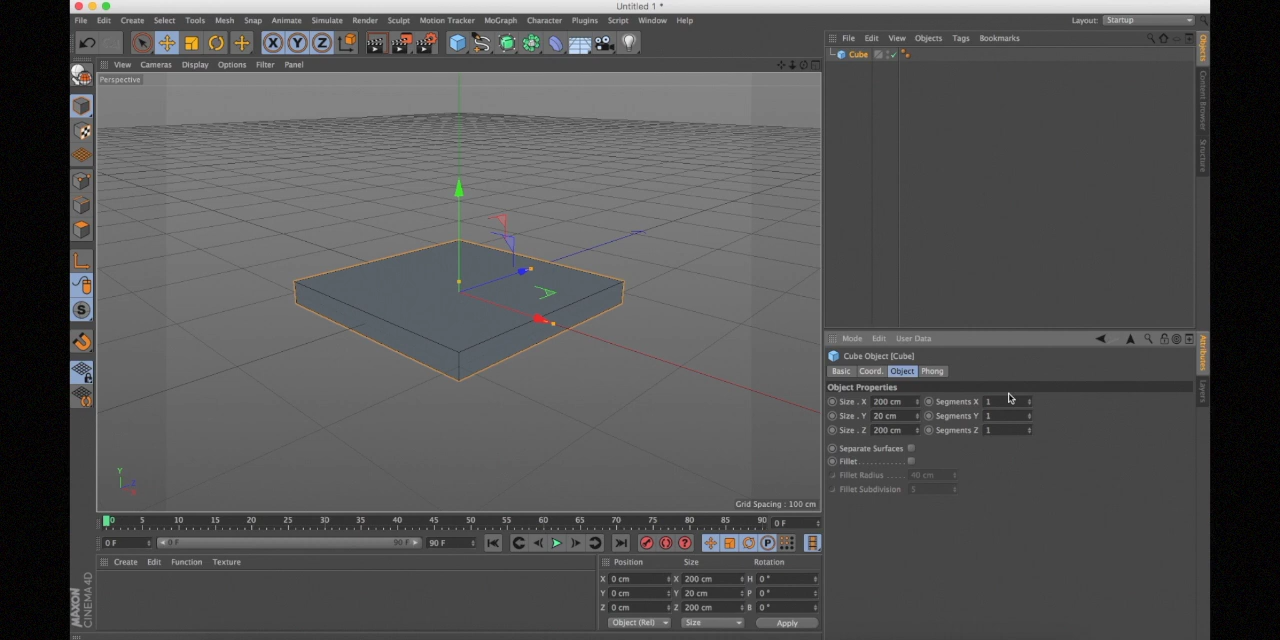 Untitled 1 *
File Edit Create Select Tools Mesh Snap Animate Simulate Render Sculpt Motion Tracker MoGraph Character Plugins Script Window Help
Layout: Startup
X Y Z
File Edit View Objects Tags Bookmarks
View Cameras Display Options Filter Panel
Perspective
Cube
Objects
Content Browser
Structure
S
Mode Edit User Data
Cube Object [Cube]
Basic Coord. Object Phong
Object Properties
Size . X 200 cm Segments X 1
Size . Y 20 cm Segments Y 1
Size . Z 200 cm Segments Z 1
Separate Surfaces
Fillet
Fillet Radius 40 cm
Fillet Subdivision 5
Attributes
Layers
Y
Z
X
Grid Spacing : 100 cm
0 5 10 15 20 25 30 35 40 45 50 55 60 65 70 75 80 85 90 0 F
0 F 0 F 90 F 90 F
P
Create Edit Function Texture
Position Size Rotation
X 0 cm X 200 cm H 0 °
Y 0 cm Y 20 cm P 0 °
Z 0 cm Z 200 cm B 0 °
Object (Rel) Size Apply
MAXON
CINEMA 4D